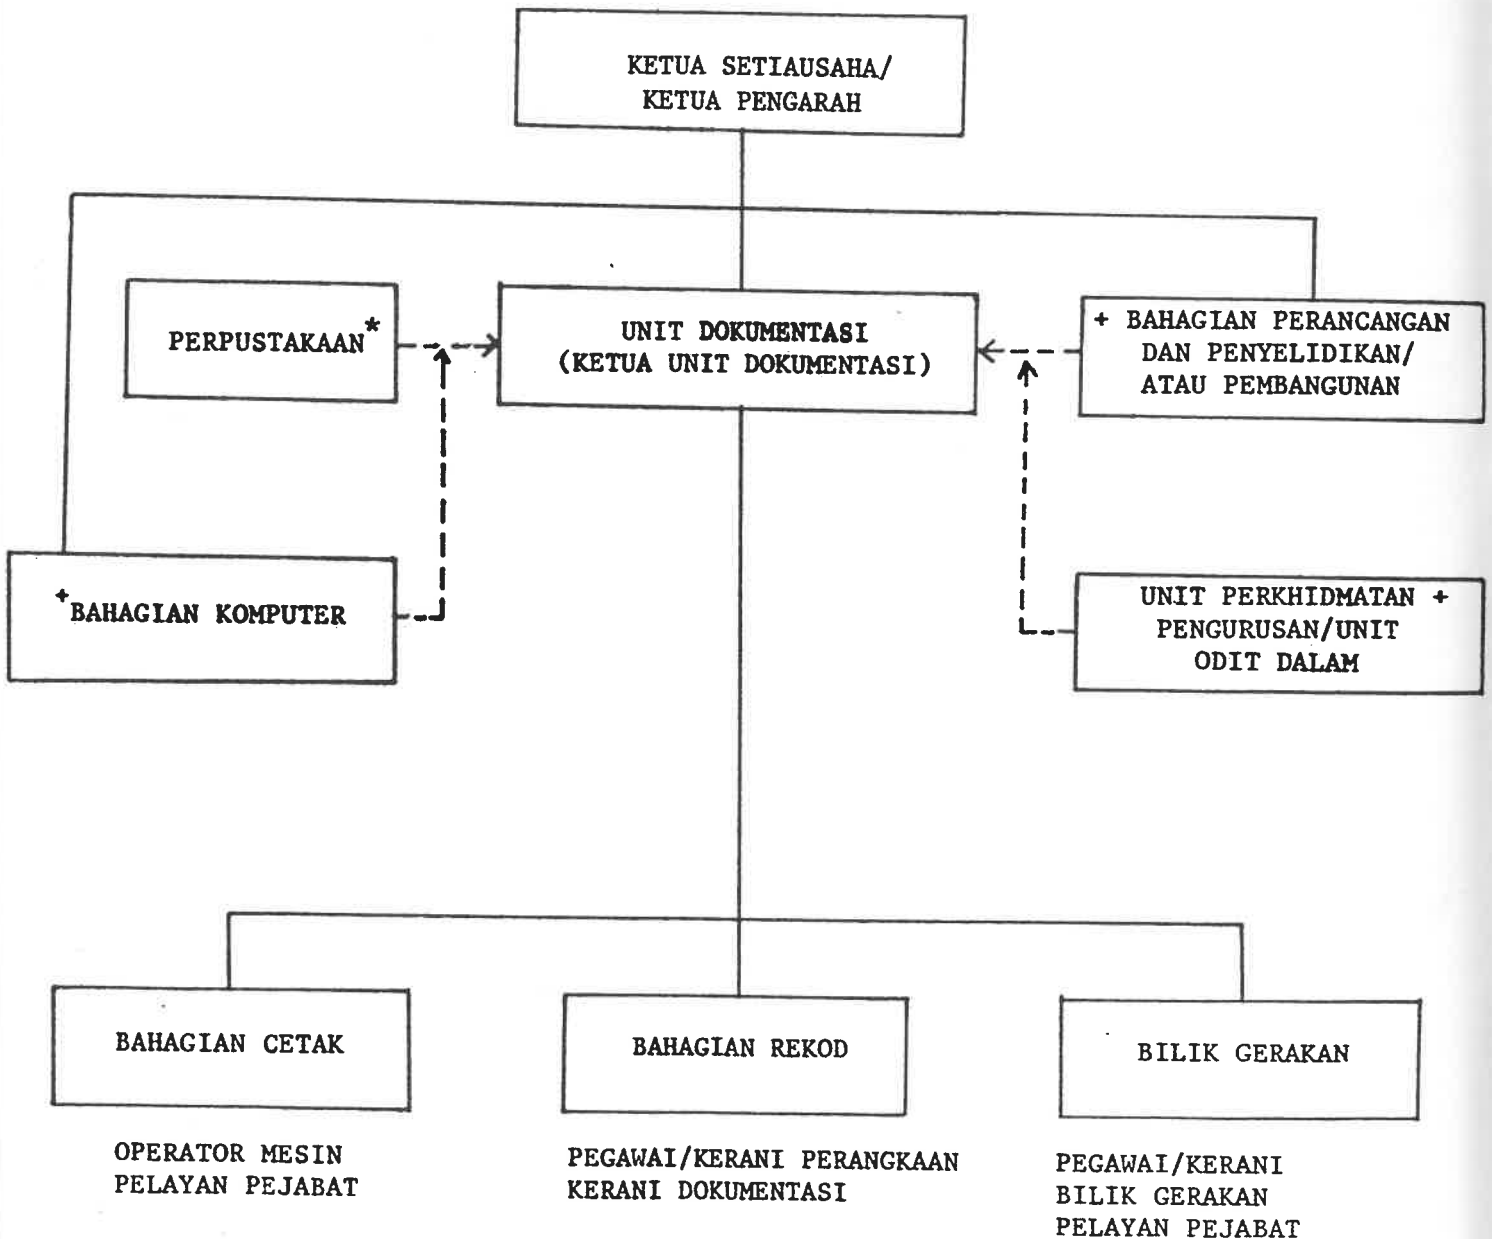 KETUA SETIAUSAHA/
KETUA PENGARAH
PERPUSTAKAAN*
UNIT DOKUMENTASI
(KETUA UNIT DOKUMENTASI)
+ BAHAGIAN PERANCANGAN
DAN PENYELIDIKAN/
ATAU PEMBANGUNAN
+BAHAGIAN KOMPUTER
UNIT PERKHIDMATAN +
PENGURUSAN/UNIT
ODIT DALAM
BAHAGIAN CETAK
OPERATOR MESIN
PELAYAN PEJABAT
BAHAGIAN REKOD
PEGAWAI/KERANI PERANGKAAN
KERANI DOKUMENTASI
BILIK GERAKAN
PEGAWAI/KERANI
BILIK GERAKAN
PELAYAN PEJABAT